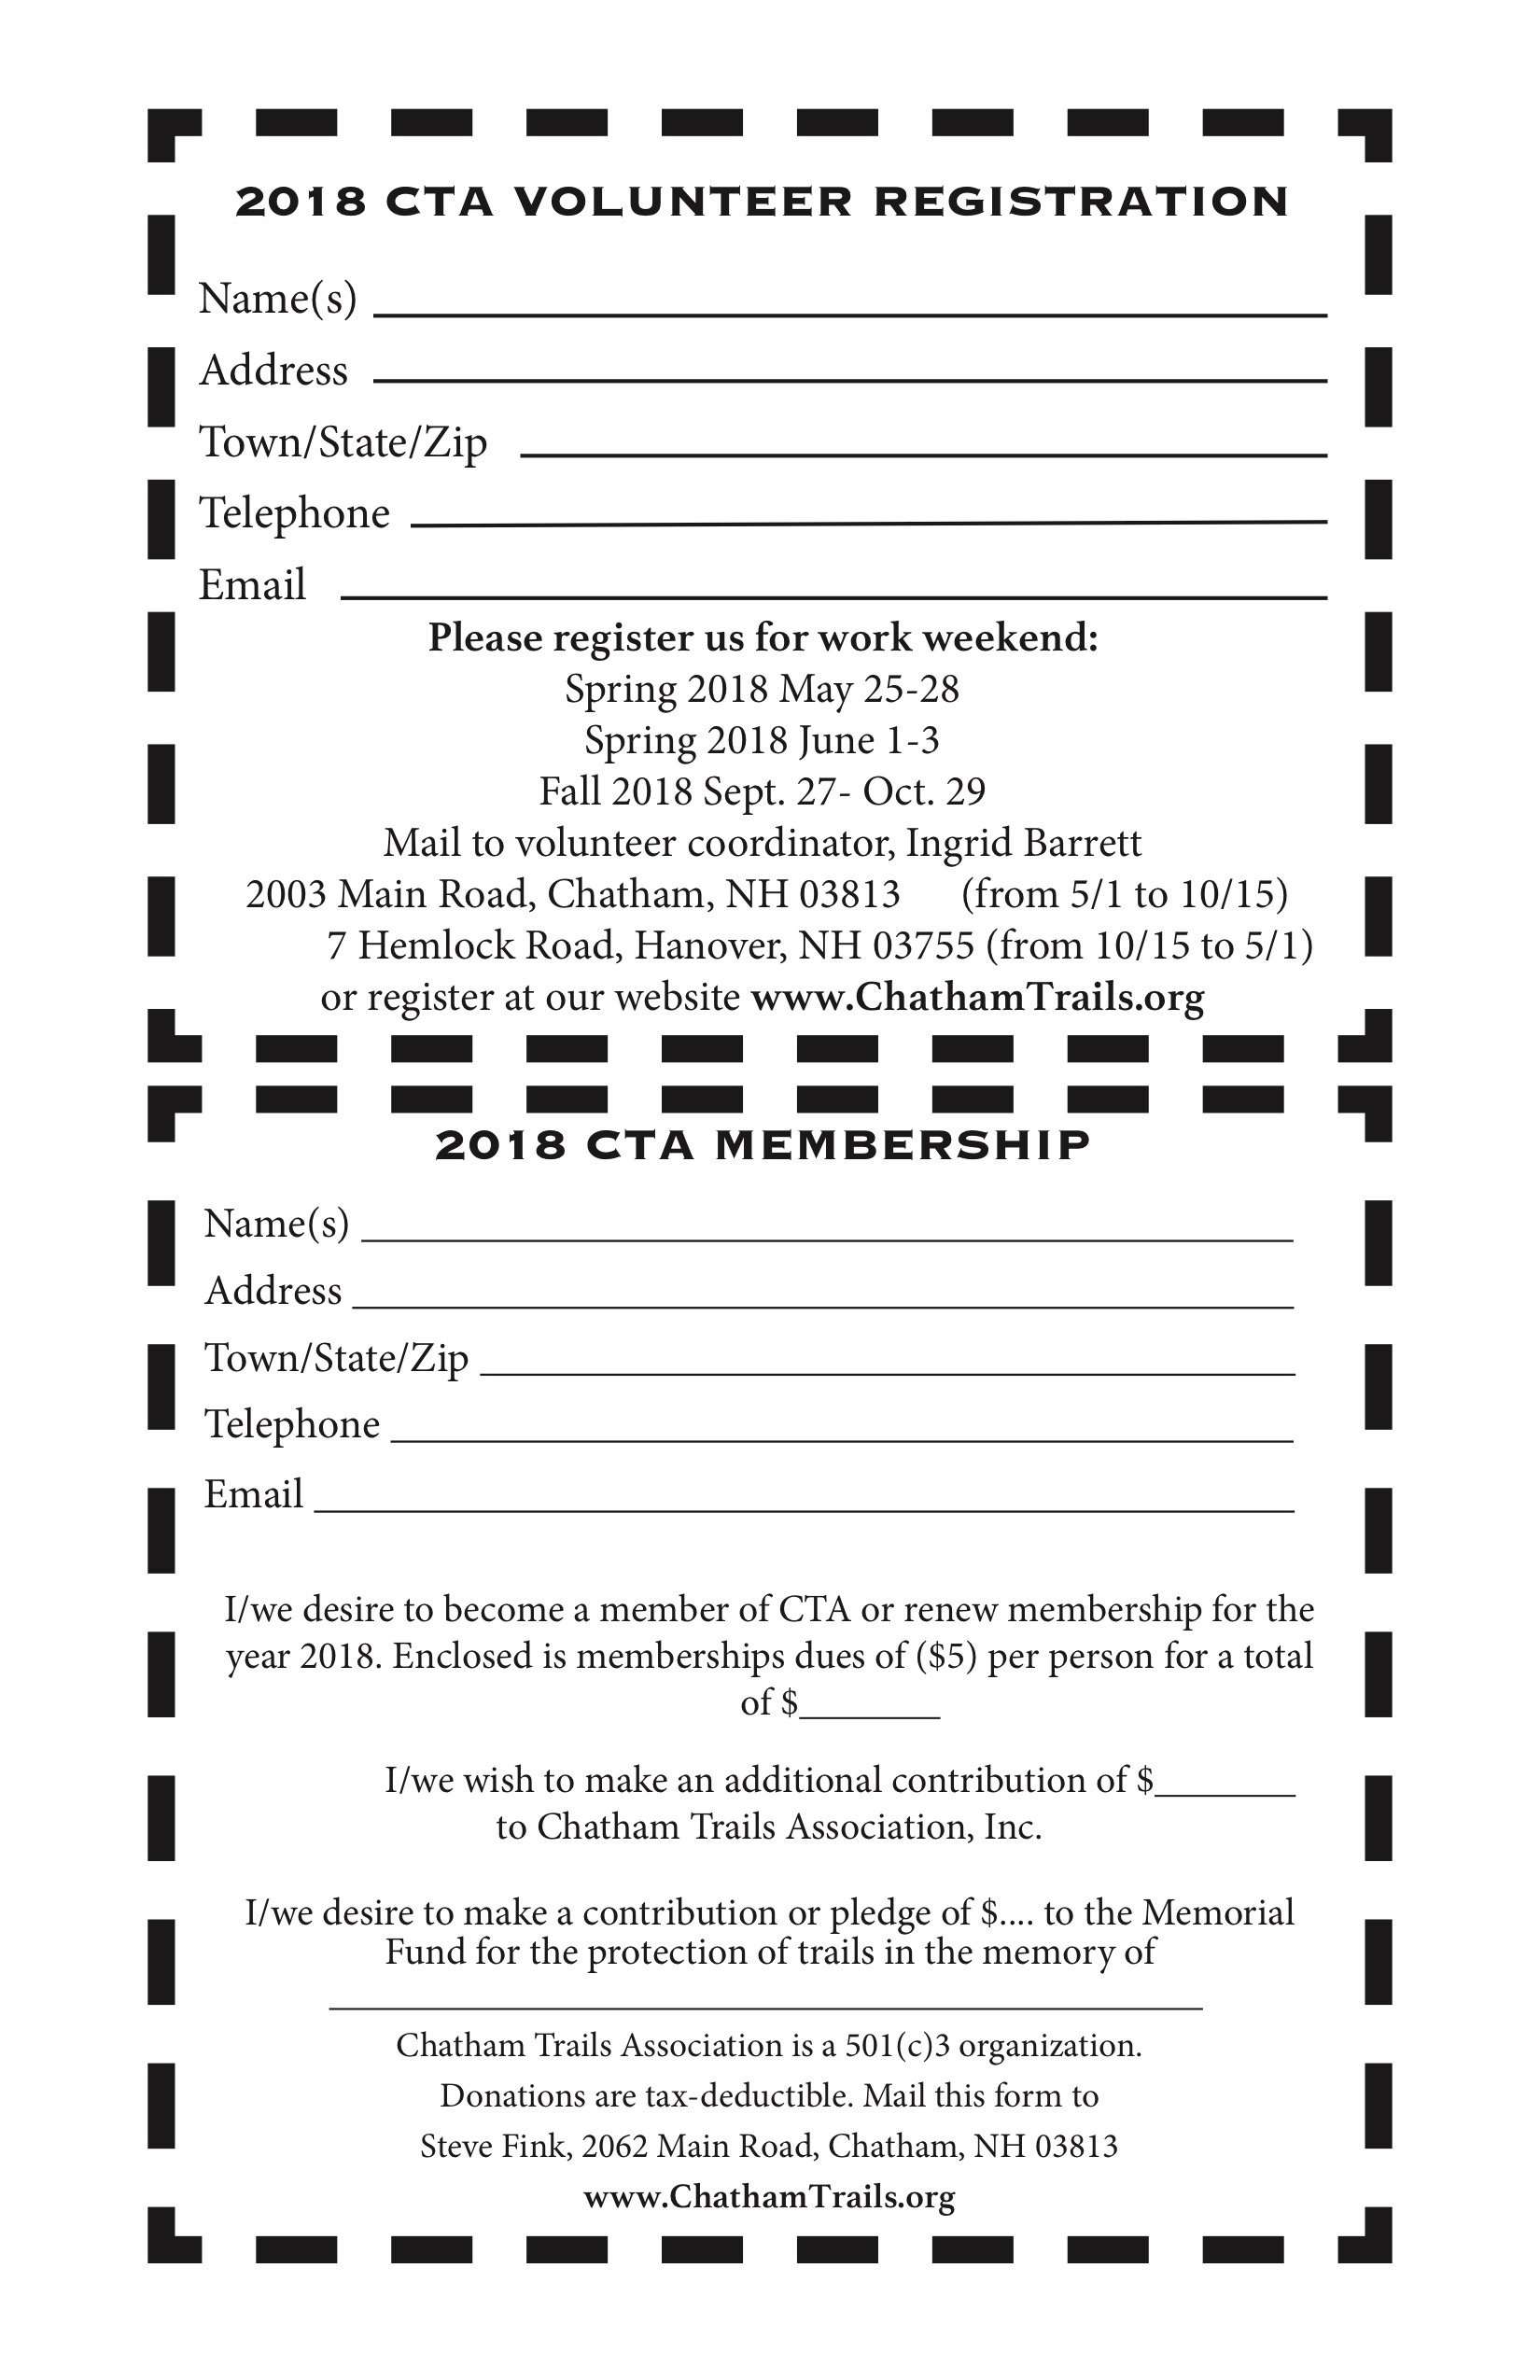 2018 CTA VOLUNTEER REGISTRATION
Name(s)
Address
Town/State/Zip
Telephone
Email
Please register us for work weekend:
Spring 2018 May 25-28
Spring 2018 June 1-3
Fall 2018 Sept. 27- Oct. 29
Mail to volunteer coordinator, Ingrid Barrett
2003 Main Road, Chatham, NH 03813 (from 5/1 to 10/15)
7 Hemlock Road, Hanover, NH 03755 (from 10/15 to 5/1)
or register at our website www.ChathamTrails.org
2018 CTA MEMBERSHIP
Name(s)
Address
Town/State/Zip
Telephone
Email
I/we desire to become a member of CTA or renew membership for the
year 2018. Enclosed is memberships dues of ($5) per person for a total
of $_______
I/we wish to make an additional contribution of $_______
to Chatham Trails Association, Inc.
I/we desire to make a contribution or pledge of $.... to the Memorial
Fund for the protection of trails in the memory of
Chatham Trails Association is a 501(c)3 organization.
Donations are tax-deductible. Mail this form to
Steve Fink, 2062 Main Road, Chatham, NH 03813
www.ChathamTrails.org